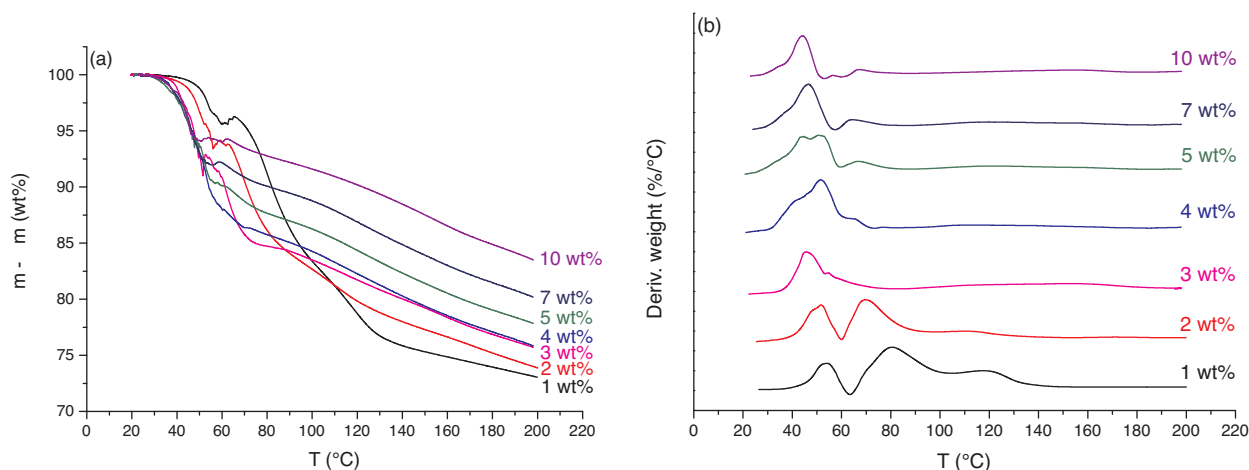 (a)
100
95
90
85
80
75
70
m - m (wt%)
10 wt%
7 wt%
5 wt%
4 wt%
3 wt%
2 wt%
1 wt%
0 20 40 60 80 100 120 140 160 180 200 220
T (°C)
(b)
Deriv. weight (%/°C)
10 wt%
7 wt%
5 wt%
4 wt%
3 wt%
2 wt%
1 wt%
0 20 40 60 80 100 120 140 160 180 200 220
T (°C)